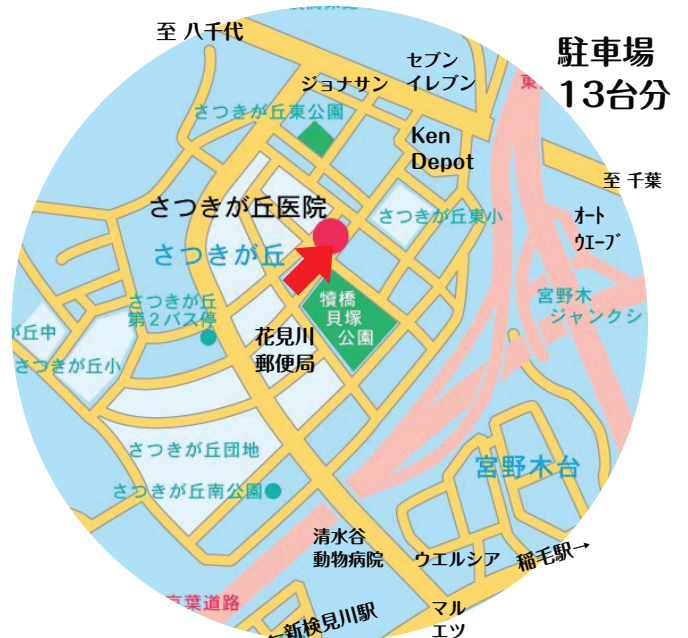 至 八千代
セブン
イレブン
ジョナサン
駐車場
13台分
東
さつきが丘東公園
Ken
Depot
至 千葉
さつきが丘医院
さつきが丘東小
オート
ウエーブ
さつきが丘
宮野木
ジャンクシ
さつきが丘
第2バス停
犢橋
貝塚
公園
が丘中
花見川
郵便局
さつきが丘小
さつきが丘団地
宮野木台
さつきが丘南公園
清水谷
動物病院
ウエルシア
稲毛駅→
京葉道路
新検見川駅
マル
エツ